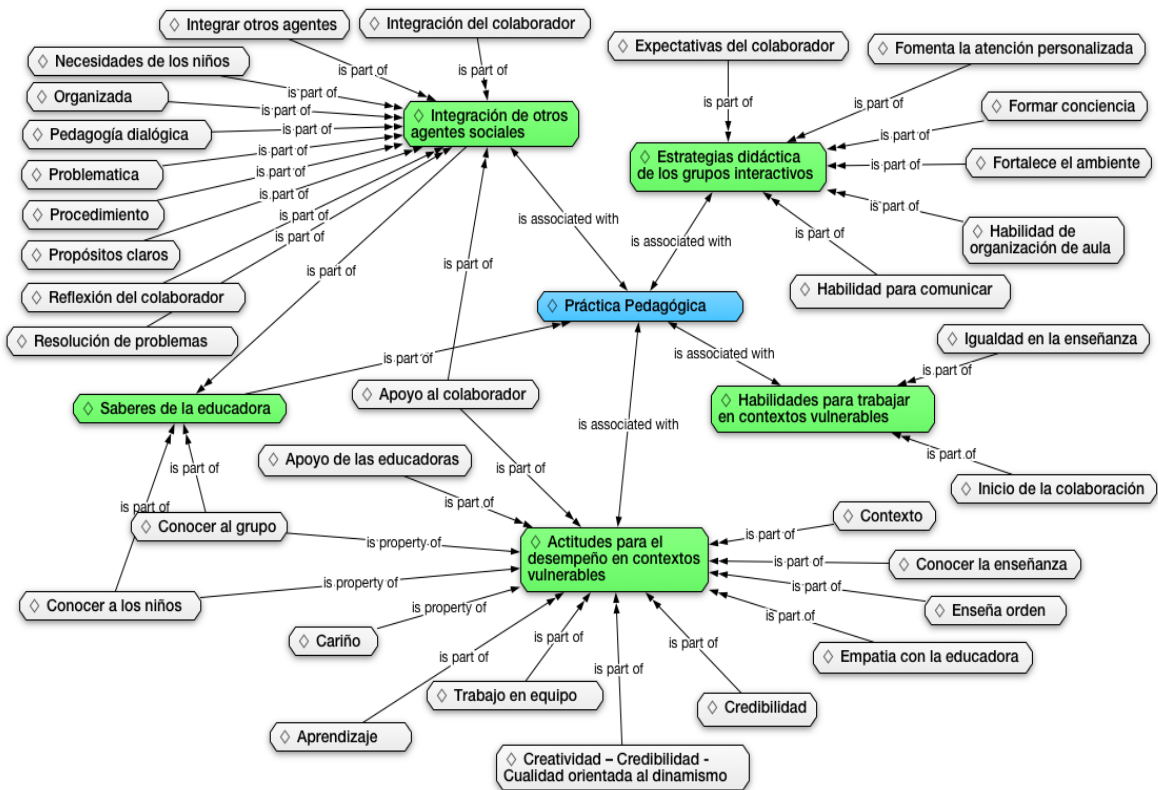 ◇ Integrar otros agentes
◇ Integración del colaborador
◇ Expectativas del colaborador
◇ Fomenta la atención personalizada
is part of
is part of
◇ Necesidades de los niños
is part of
◇ Organizada
is part of
◇ Pedagogía dialógica
is part of
◇ Problematica
is part of
◇ Procedimiento
is part of
◇ Propósitos claros
is part of
◇ Reflexión del colaborador
is part of
◇ Resolución de problemas
is part of
◇ Integración de otros
agentes sociales
is part of
is part of
◇ Formar conciencia
is part of
◇ Estrategias didáctica
de los grupos interactivos
is part of
◇ Fortalece el ambiente
is part of
◇ Habilidad de
organización de aula
is part of
◇ Habilidad para comunicar
is associated with
is associated with
is part of
◇ Práctica Pedagógica
is part of
is part of
is associated with
◇ Igualdad en la enseñanza
is part of
◇ Saberes de la educadora
◇ Apoyo al colaborador
◇ Habilidades para trabajar
en contextos vulnerables
is associated with
is part of
◇ Inicio de la colaboración
◇ Apoyo de las educadoras
is part of
is part of
is part of
is part of
◇ Conocer al grupo
is property of
◇ Conocer a los niños
is property of
◇ Actitudes para el
desempeño en contextos
vulnerables
◇ Contexto
is part of
◇ Conocer la enseñanza
is part of
◇ Enseña orden
is part of
◇ Empatia con la educadora
is part of
◇ Cariño
is property of
is part of
is part of
is part of
is part of
◇ Trabajo en equipo
◇ Credibilidad
◇ Aprendizaje
◇ Creatividad – Credibilidad -
Cualidad orientada al dinamismo